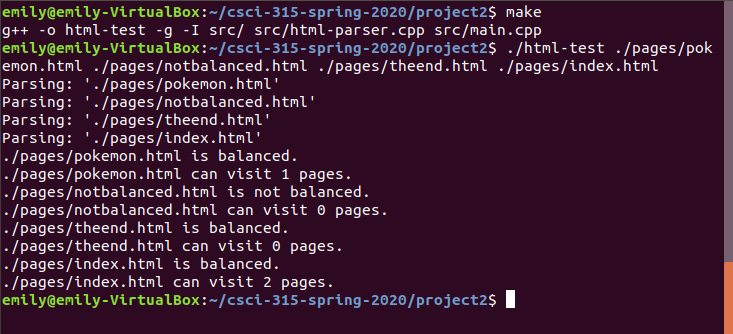 emily@emily-VirtualBox:~/csci-315-spring-2020/project2$ make
g++ -o html-test -g -I src/ src/html-parser.cpp src/main.cpp
emily@emily-VirtualBox:~/csci-315-spring-2020/project2$ ./html-test ./pages/pok
emon.html ./pages/notbalanced.html ./pages/theend.html ./pages/index.html
Parsing: './pages/pokemon.html'
Parsing: './pages/notbalanced.html'
Parsing: './pages/theend.html'
Parsing: './pages/index.html'
./pages/pokemon.html is balanced.
./pages/pokemon.html can visit 1 pages.
./pages/notbalanced.html is not balanced.
./pages/notbalanced.html can visit 0 pages.
./pages/theend.html is balanced.
./pages/theend.html can visit 0 pages.
./pages/index.html is balanced.
./pages/index.html can visit 2 pages.
emily@emily-VirtualBox:~/csci-315-spring-2020/project2$